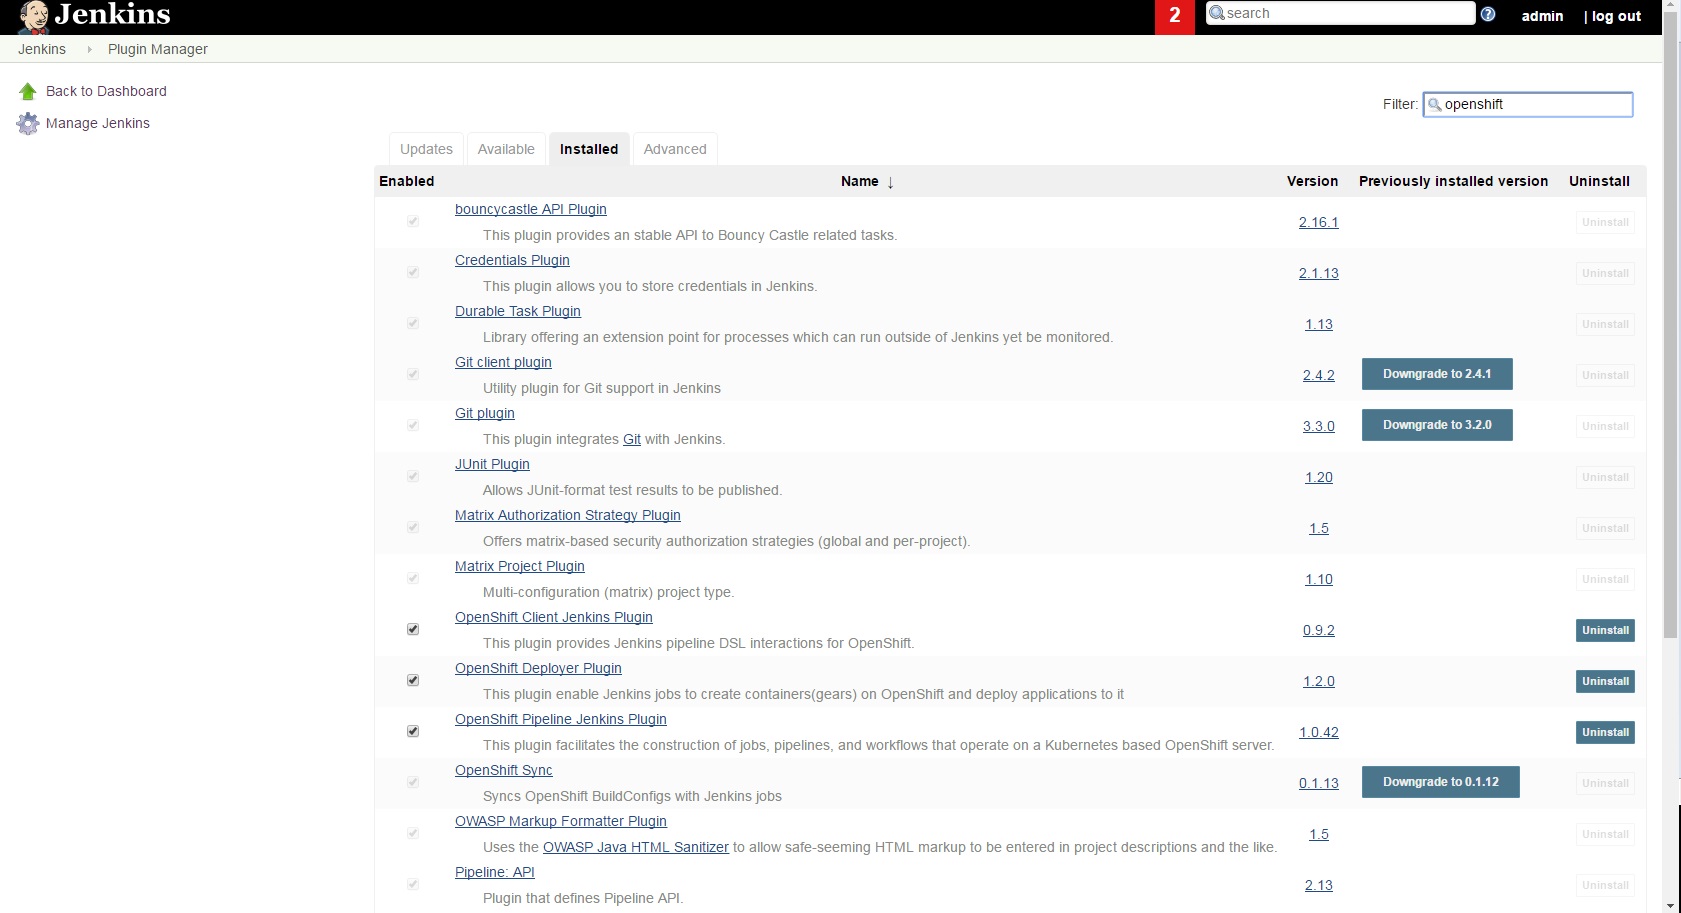 Jenkins
2
search
admin
| log out
Jenkins
Plugin Manager
Back to Dashboard
Manage Jenkins
Filter:
openshift
Updates
Available
Installed
Advanced
Enabled
Name ↓
Version
Previously installed version
Uninstall
bouncycastle API Plugin
This plugin provides an stable API to Bouncy Castle related tasks.
2.16.1
Uninstall
Credentials Plugin
This plugin allows you to store credentials in Jenkins.
2.1.13
Uninstall
Durable Task Plugin
Library offering an extension point for processes which can run outside of Jenkins yet be monitored.
1.13
Uninstall
Git client plugin
Utility plugin for Git support in Jenkins
2.4.2
Downgrade to 2.4.1
Uninstall
Git plugin
This plugin integrates Git with Jenkins.
3.3.0
Downgrade to 3.2.0
Uninstall
JUnit Plugin
Allows JUnit-format test results to be published.
1.20
Uninstall
Matrix Authorization Strategy Plugin
Offers matrix-based security authorization strategies (global and per-project).
1.5
Uninstall
Matrix Project Plugin
Multi-configuration (matrix) project type.
1.10
Uninstall
OpenShift Client Jenkins Plugin
This plugin provides Jenkins pipeline DSL interactions for OpenShift.
0.9.2
Uninstall
OpenShift Deployer Plugin
This plugin enable Jenkins jobs to create containers(gears) on OpenShift and deploy applications to it
1.2.0
Uninstall
OpenShift Pipeline Jenkins Plugin
This plugin facilitates the construction of jobs, pipelines, and workflows that operate on a Kubernetes based OpenShift server.
1.0.42
Uninstall
OpenShift Sync
Syncs OpenShift BuildConfigs with Jenkins jobs
0.1.13
Downgrade to 0.1.12
Uninstall
OWASP Markup Formatter Plugin
Uses the OWASP Java HTML Sanitizer to allow safe-seeming HTML markup to be entered in project descriptions and the like.
1.5
Uninstall
Pipeline: API
Plugin that defines Pipeline API.
2.13
Uninstall